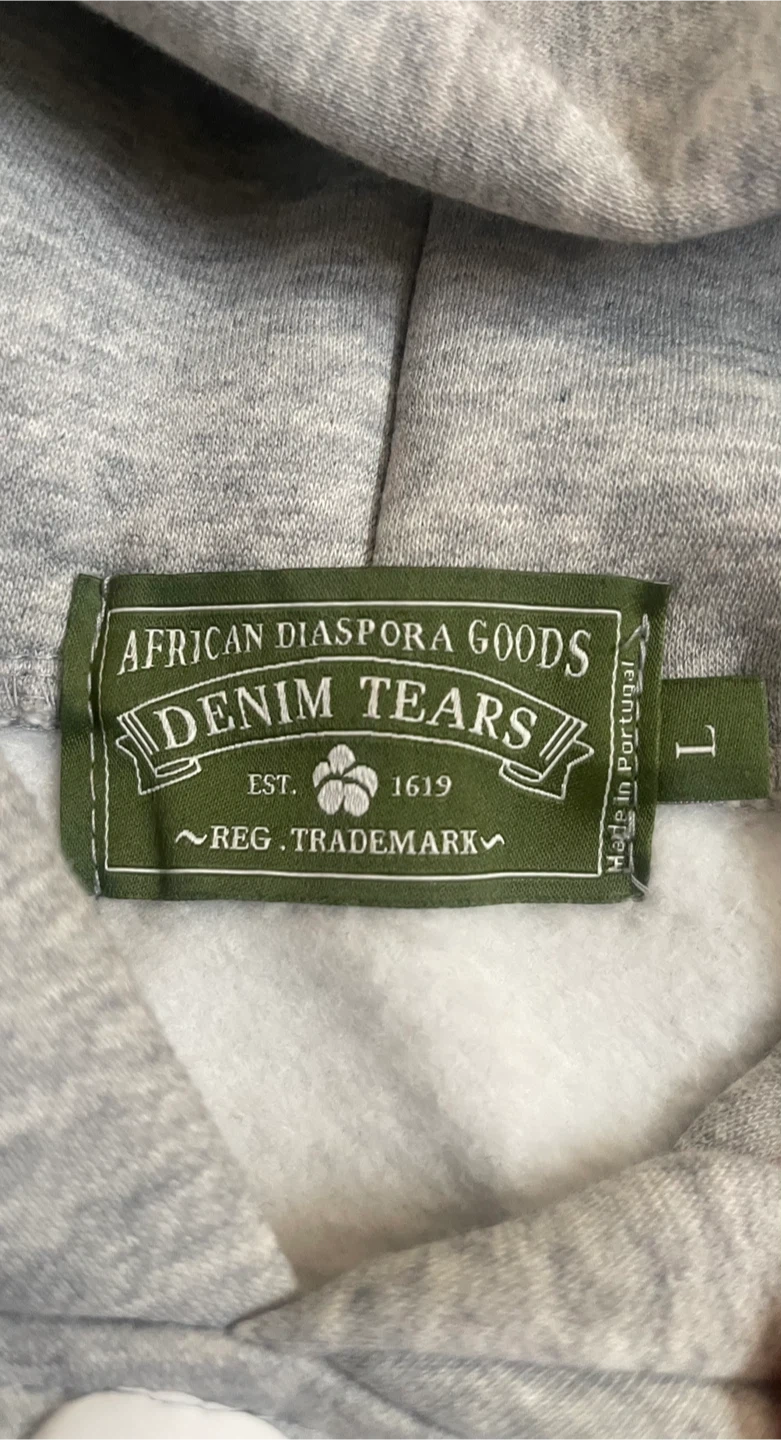 AFRICAN DIASPORA GOODS
DENIM TEARS
EST. 1619
~REG . TRADEMARK~
Made in Portugal
L